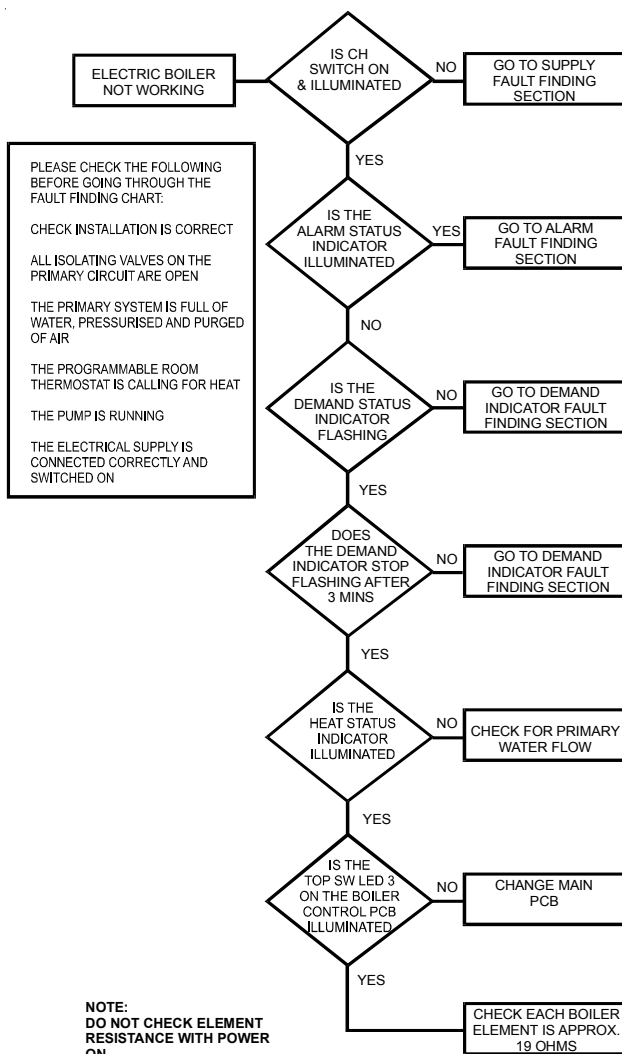 ELECTRIC BOILER
NOT WORKING
IS CH
SWITCH ON
& ILLUMINATED
NO
GO TO SUPPLY
FAULT FINDING
SECTION
YES
PLEASE CHECK THE FOLLOWING
BEFORE GOING THROUGH THE
FAULT FINDING CHART:
CHECK INSTALLATION IS CORRECT
ALL ISOLATING VALVES ON THE
PRIMARY CIRCUIT ARE OPEN
THE PRIMARY SYSTEM IS FULL OF
WATER, PRESSURISED AND PURGED
OF AIR
THE PROGRAMMABLE ROOM
THERMOSTAT IS CALLING FOR HEAT
THE PUMP IS RUNNING
THE ELECTRICAL SUPPLY IS
CONNECTED CORRECTLY AND
SWITCHED ON
IS THE
ALARM STATUS
INDICATOR
ILLUMINATED
YES
GO TO ALARM
FAULT FINDING
SECTION
NO
IS THE
DEMAND STATUS
INDICATOR
FLASHING
NO
GO TO DEMAND
INDICATOR FAULT
FINDING SECTION
YES
DOES
THE DEMAND
INDICATOR STOP
FLASHING AFTER
3 MINS
NO
GO TO DEMAND
INDICATOR FAULT
FINDING SECTION
YES
IS THE
HEAT STATUS
INDICATOR
ILLUMINATED
NO
CHECK FOR PRIMARY
WATER FLOW
YES
IS THE
TOP SW LED 3
ON THE BOILER
CONTROL PCB
ILLUMINATED
NO
CHANGE MAIN
PCB
YES
CHECK EACH BOILER
ELEMENT IS APPROX.
19 OHMS
NOTE:
DO NOT CHECK ELEMENT
RESISTANCE WITH POWER
ON